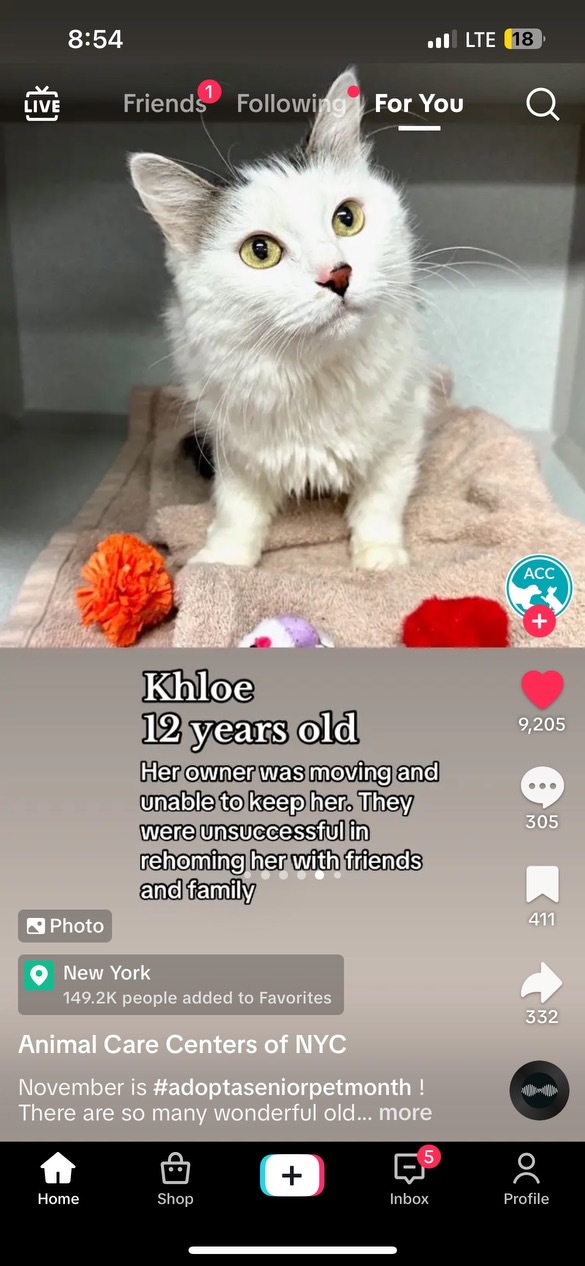 8:54
LTE 18
LIVE
Friends 1 Following For You
ACC
Khloe
12 years old
Her owner was moving and
unable to keep her. They
were unsuccessful in
rehoming her with friends
and family
9,205
305
411
332
Photo
New York
149.2K people added to Favorites
Animal Care Centers of NYC
November is #adoptaseniorpetmonth !
There are so many wonderful old... more
Home Shop Inbox 5 Profile